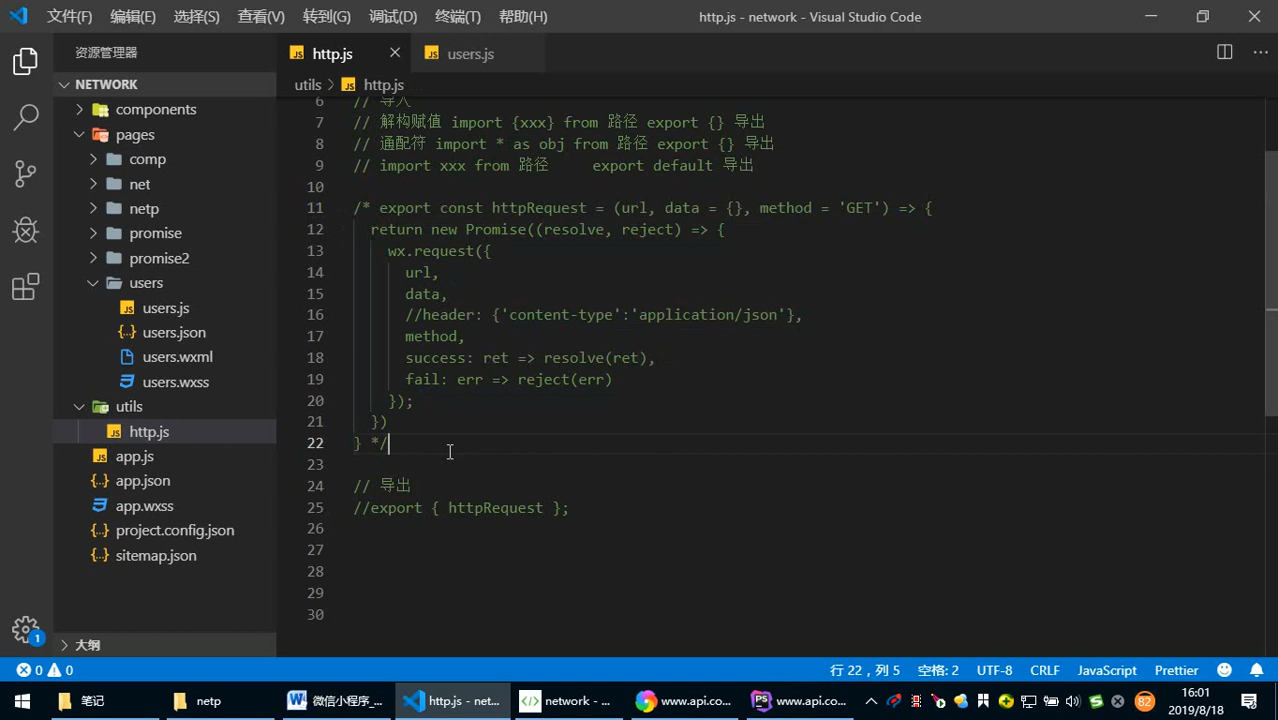 文件(F) 编辑(E) 选择(S) 查看(V) 转到(G) 调试(D) 终端(T) 帮助(H) http.js - network - Visual Studio Code
资源管理器
NETWORK
components
pages
comp
net
netp
promise
promise2
users
users.js
users.json
users.wxml
users.wxss
utils
http.js
app.js
app.json
app.wxss
project.config.json
sitemap.json
大纲
1
http.js users.js
utils > http.js
6 // 导入
7 // 解构赋值 import {xxx} from 路径 export {} 导出
8 // 通配符 import * as obj from 路径 export {} 导出
9 // import xxx from 路径 export default 导出
10
11 /* export const httpRequest = (url, data = {}, method = 'GET') => {
12 return new Promise((resolve, reject) => {
13 wx.request({
14 url,
15 data,
16 //header: {'content-type':'application/json'},
17 method,
18 success: ret => resolve(ret),
19 fail: err => reject(err)
20 });
21 })
22 } */
23
24 // 导出
25 //export { httpRequest };
26
27
28
29
30
0 0 行 22，列 5 空格: 2 UTF-8 CRLF JavaScript Prettier
笔记 netp 微信小程序_... http.js - net... network - ... www.api.co... www.api.co... 82 16:01
2019/8/18